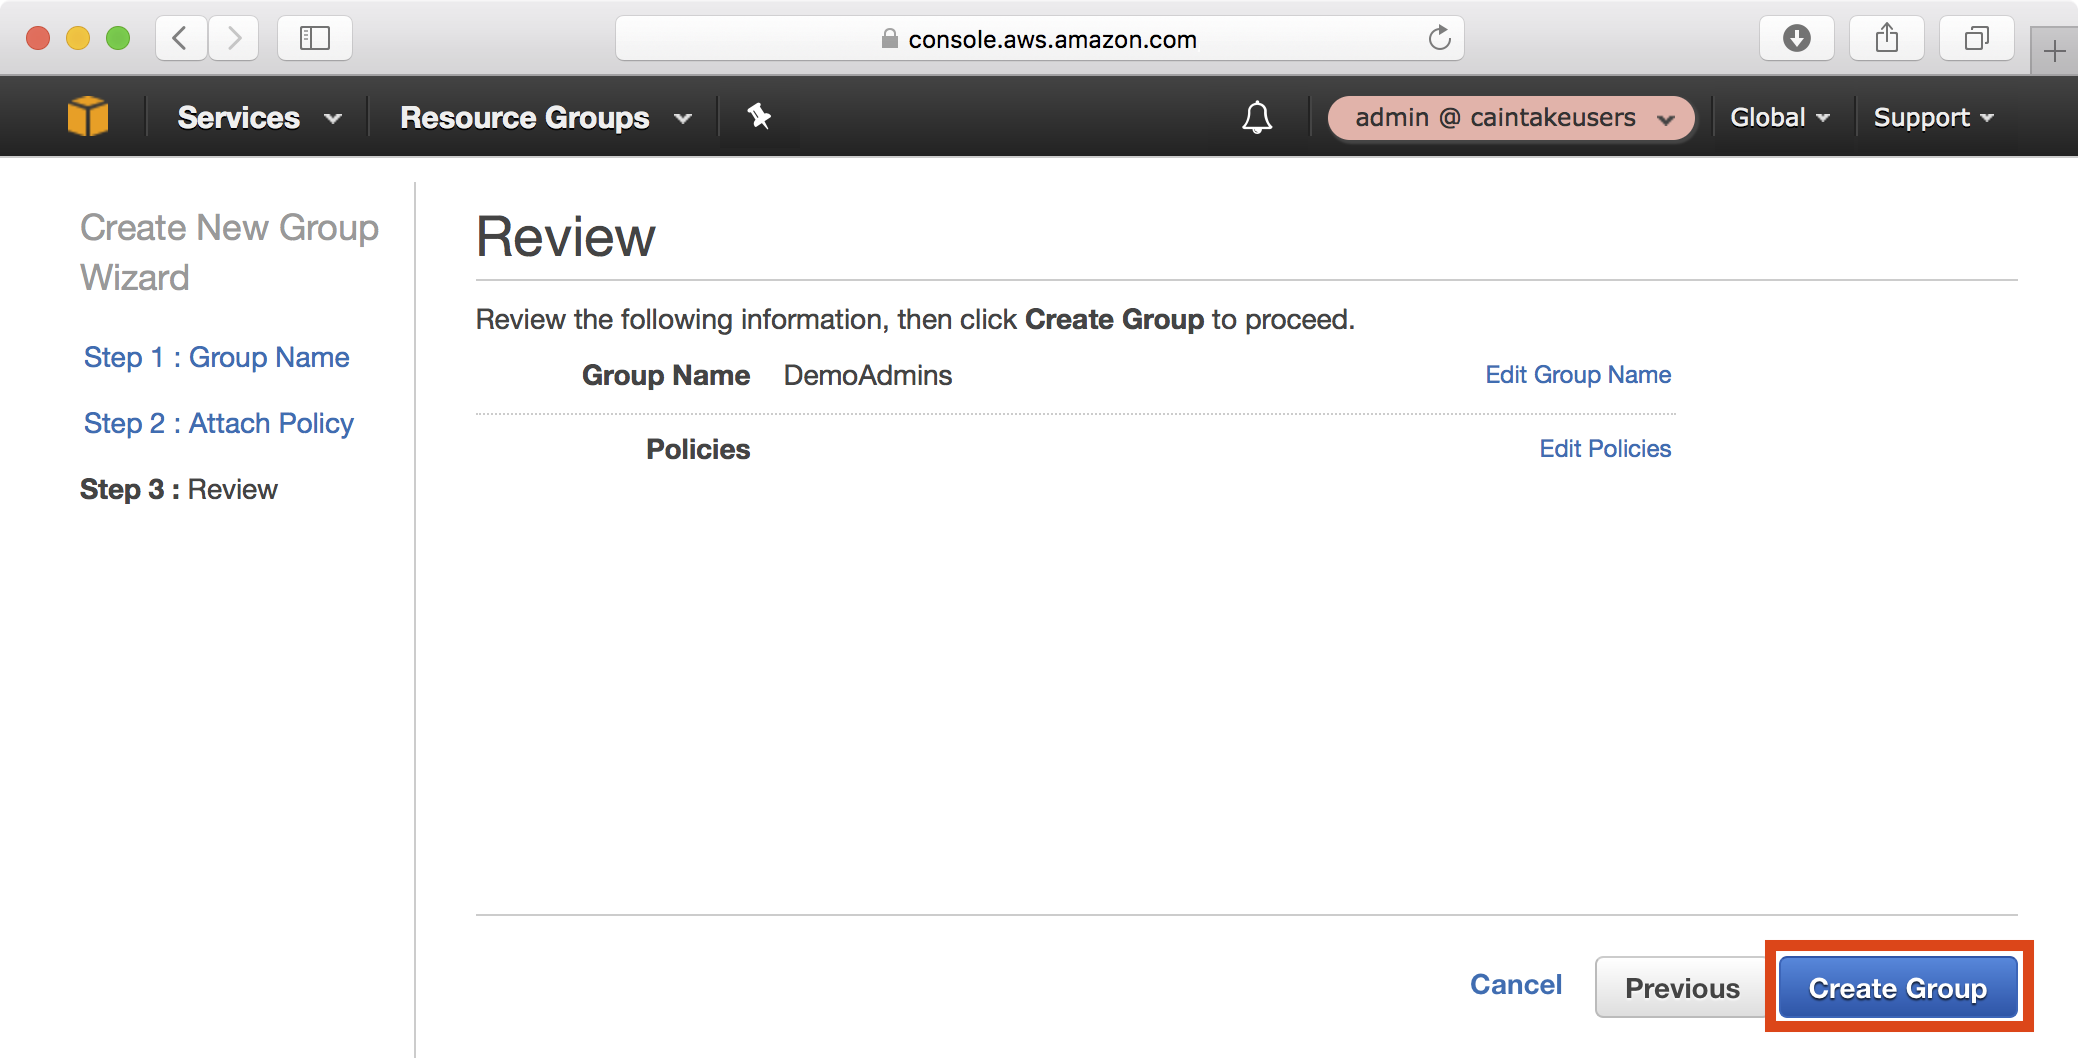 console.aws.amazon.com
Services Resource Groups admin @ caintakeusers Global Support
Create New Group
Wizard
Step 1 : Group Name
Step 2 : Attach Policy
Step 3 : Review
Review
Review the following information, then click Create Group to proceed.
Group Name DemoAdmins Edit Group Name
Policies Edit Policies
Cancel Previous Create Group